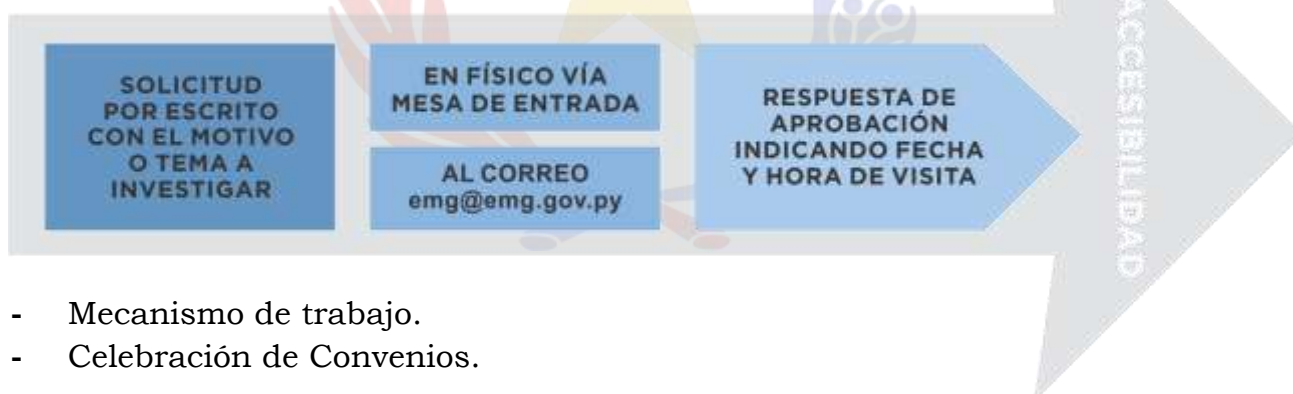 SOLICITUD
POR ESCRITO
CON EL MOTIVO
O TEMA A
INVESTIGAR
EN FÍSICO VÍA
MESA DE ENTRADA
AL CORREO
emg@emg.gov.py
RESPUESTA DE
APROBACIÓN
INDICANDO FECHA
Y HORA DE VISITA
ACCESIBILIDAD
- Mecanismo de trabajo.
- Celebración de Convenios.